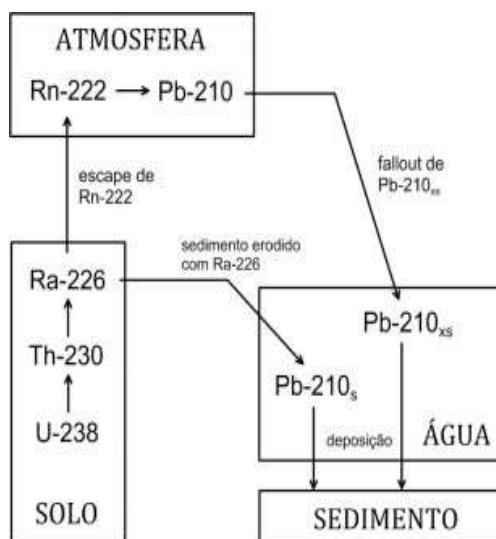 ATMOSFERA
Rn-222 → Pb-210
escape de
Rn-222
fallout de
Pb-210xs
sedimento erodido
com Ra-226
Ra-226
Th-230
U-238
SOLO
Pb-210xs
Pb-210s
deposição
ÁGUA
SEDIMENTO